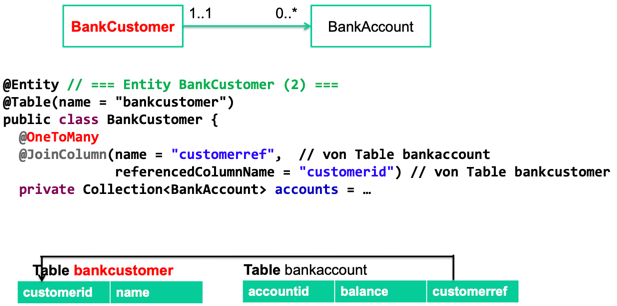 BankCustomer 1..1 0..* BankAccount
@Entity // === Entity BankCustomer (2) ===
@Table(name = "bankcustomer")
public class BankCustomer {
@OneToMany
@JoinColumn(name = "customerref", // von Table bankaccount
referencedColumnName = "customerid") // von Table bankcustomer
private Collection<BankAccount> accounts = …
Table bankcustomer Table bankaccount
customerid name accountid balance customerref